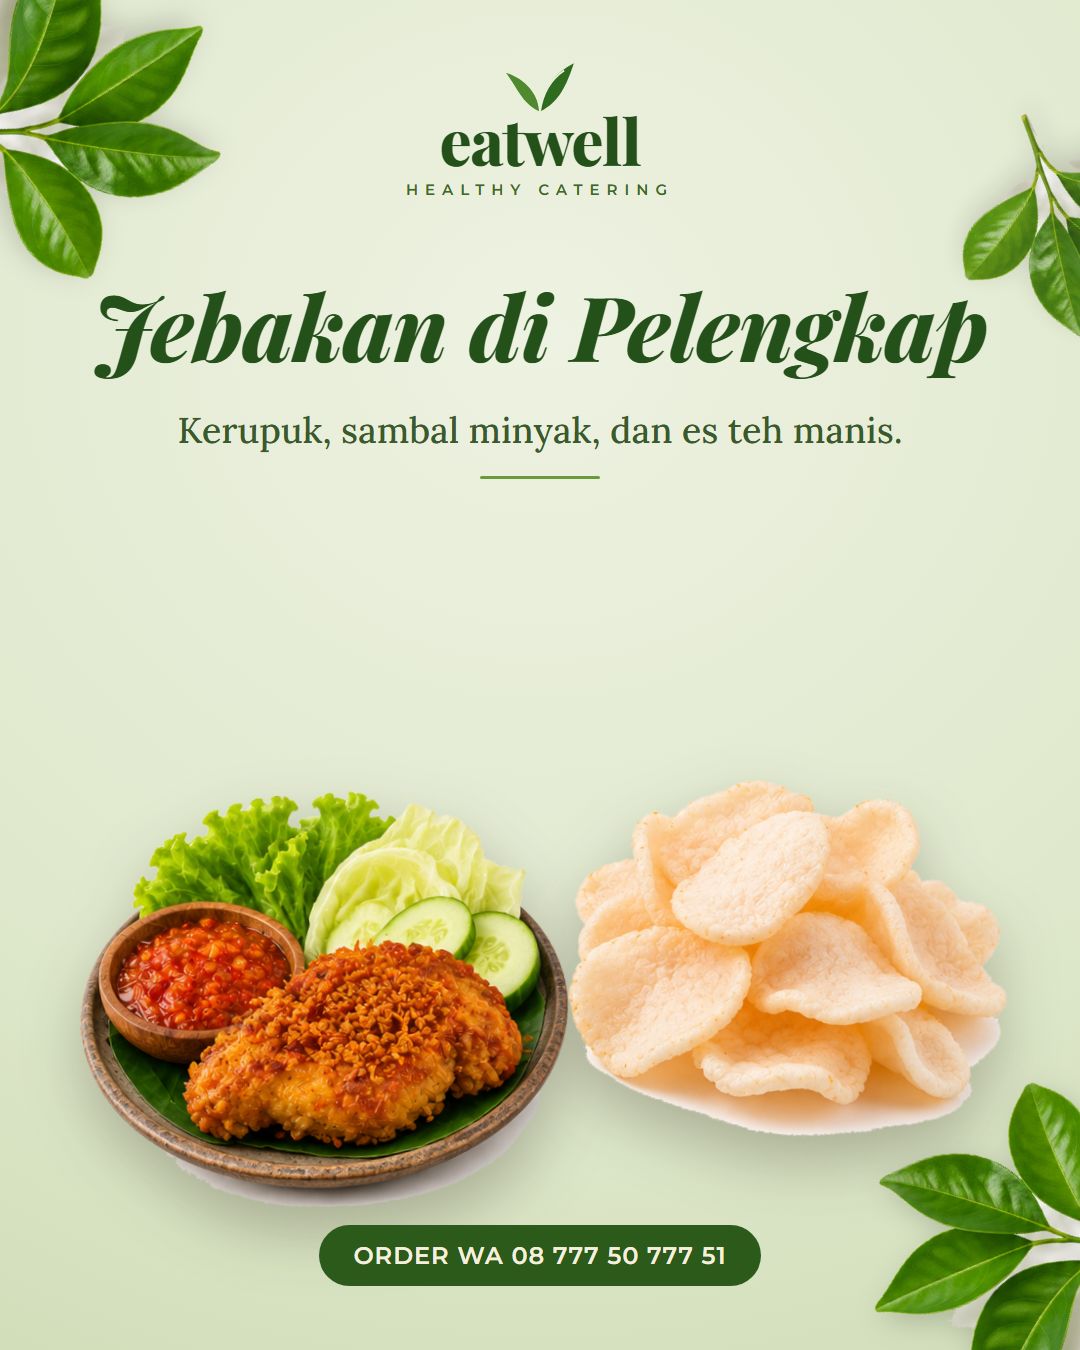 eatwell
HEALTHY CATERING
Jebakan di Pelengkap
Kerupuk, sambal minyak, dan es teh manis.
ORDER WA 08 777 50 777 51